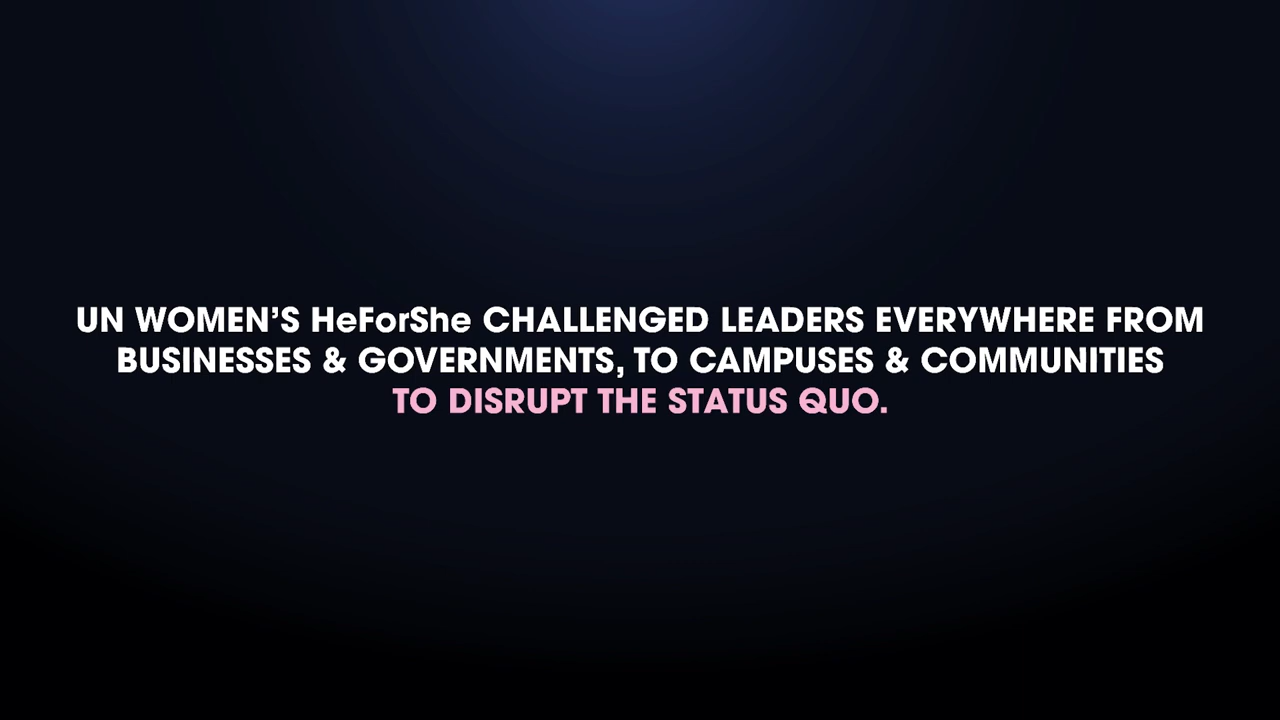 UN WOMEN’S HeForShe CHALLENGED LEADERS EVERYWHERE FROM
BUSINESSES & GOVERNMENTS, TO CAMPUSES & COMMUNITIES
TO DISRUPT THE STATUS QUO.